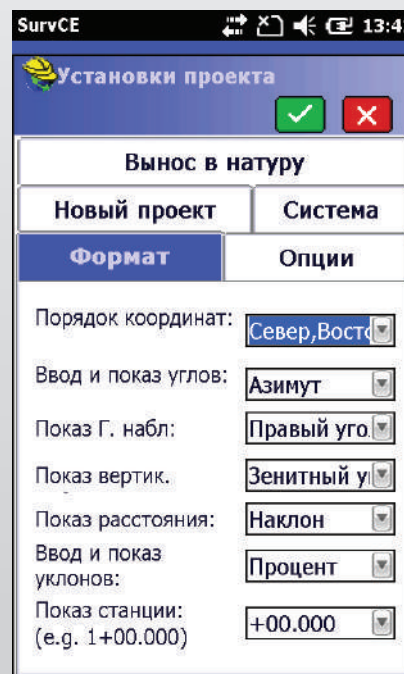 SurvCE 13:4
Установки проекта
Вынос в натуру
Новый проект Система
Формат Опции
Порядок координат: Север,Восто
Ввод и показ углов: Азимут
Показ Г. набл: Правый уго
Показ вертик. Зенитный у
Показ расстояния: Наклон
Ввод и показ
уклонов: Процент
Показ станции:
(e.g. 1+00.000) +00.000